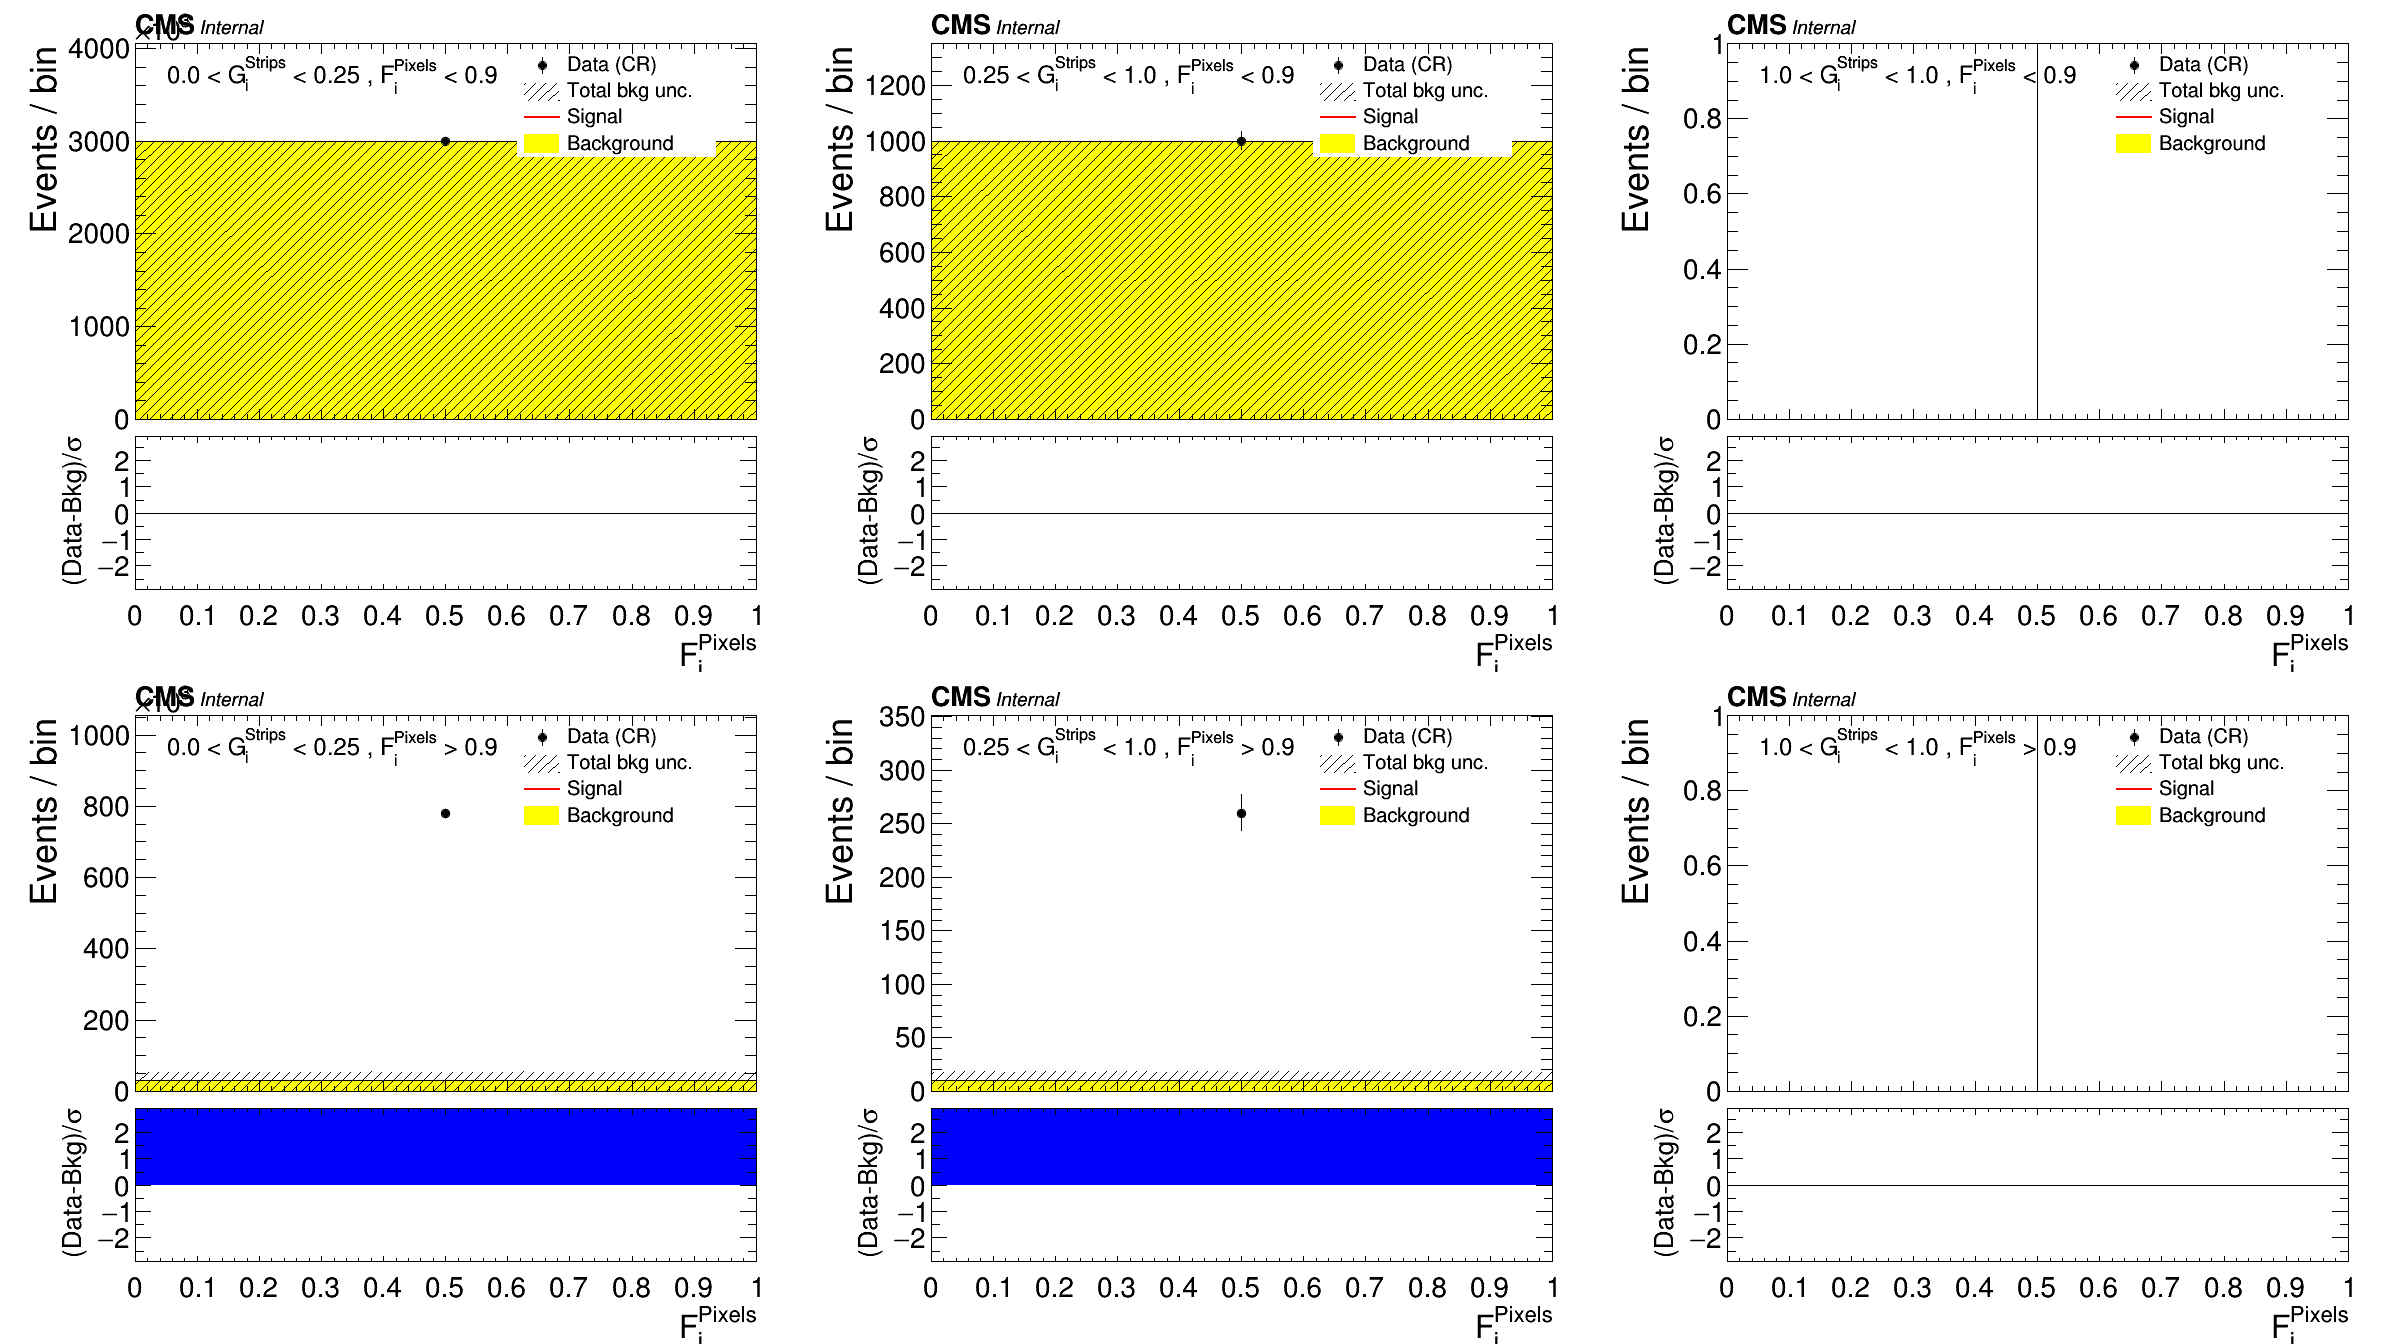 CMS Internal
Events / bin
4000
3000
2000
1000
0
0.0 < G_i^Strips < 0.25 , F_i^Pixels < 0.9
Data (CR)
Total bkg unc.
Signal
Background
(Data-Bkg)/σ
2
1
0
−1
−2
0 0.1 0.2 0.3 0.4 0.5 0.6 0.7 0.8 0.9 1
F_i^Pixels
CMS Internal
Events / bin
1200
1000
800
600
400
200
0
0.25 < G_i^Strips < 1.0 , F_i^Pixels < 0.9
Data (CR)
Total bkg unc.
Signal
Background
(Data-Bkg)/σ
2
1
0
−1
−2
0 0.1 0.2 0.3 0.4 0.5 0.6 0.7 0.8 0.9 1
F_i^Pixels
CMS Internal
Events / bin
1
0.8
0.6
0.4
0.2
0
1.0 < G_i^Strips < 1.0 , F_i^Pixels < 0.9
Data (CR)
Total bkg unc.
Signal
Background
(Data-Bkg)/σ
2
1
0
−1
−2
0 0.1 0.2 0.3 0.4 0.5 0.6 0.7 0.8 0.9 1
F_i^Pixels
CMS Internal
Events / bin
1000
800
600
400
200
0
0.0 < G_i^Strips < 0.25 , F_i^Pixels > 0.9
Data (CR)
Total bkg unc.
Signal
Background
(Data-Bkg)/σ
2
1
0
−1
−2
0 0.1 0.2 0.3 0.4 0.5 0.6 0.7 0.8 0.9 1
F_i^Pixels
CMS Internal
Events / bin
350
300
250
200
150
100
50
0
0.25 < G_i^Strips < 1.0 , F_i^Pixels > 0.9
Data (CR)
Total bkg unc.
Signal
Background
(Data-Bkg)/σ
2
1
0
−1
−2
0 0.1 0.2 0.3 0.4 0.5 0.6 0.7 0.8 0.9 1
F_i^Pixels
CMS Internal
Events / bin
1
0.8
0.6
0.4
0.2
0
1.0 < G_i^Strips < 1.0 , F_i^Pixels > 0.9
Data (CR)
Total bkg unc.
Signal
Background
(Data-Bkg)/σ
2
1
0
−1
−2
0 0.1 0.2 0.3 0.4 0.5 0.6 0.7 0.8 0.9 1
F_i^Pixels